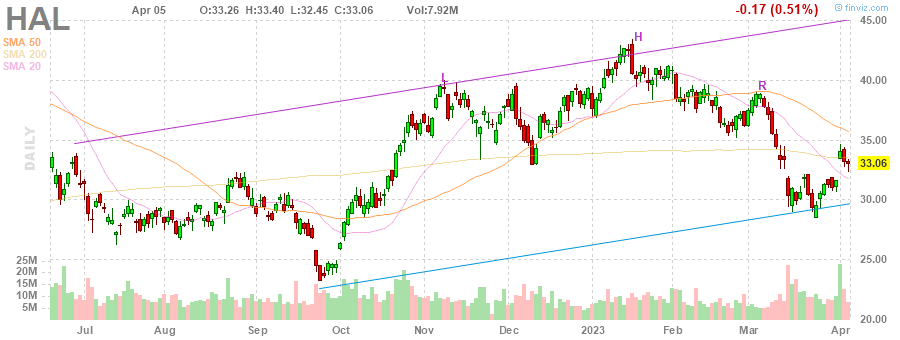 HAL Apr 05 O:33.26 H:33.40 L:32.45 C:33.06 Vol:7.92M -0.17 (0.51%) finviz.com
SMA 50
SMA 200
SMA 20
DAILY
L H R
45.00
40.00
35.00
33.06
30.00
25.00
20.00
25M
20M
15M
10M
5M
Jul Aug Sep Oct Nov Dec 2023 Feb Mar Apr